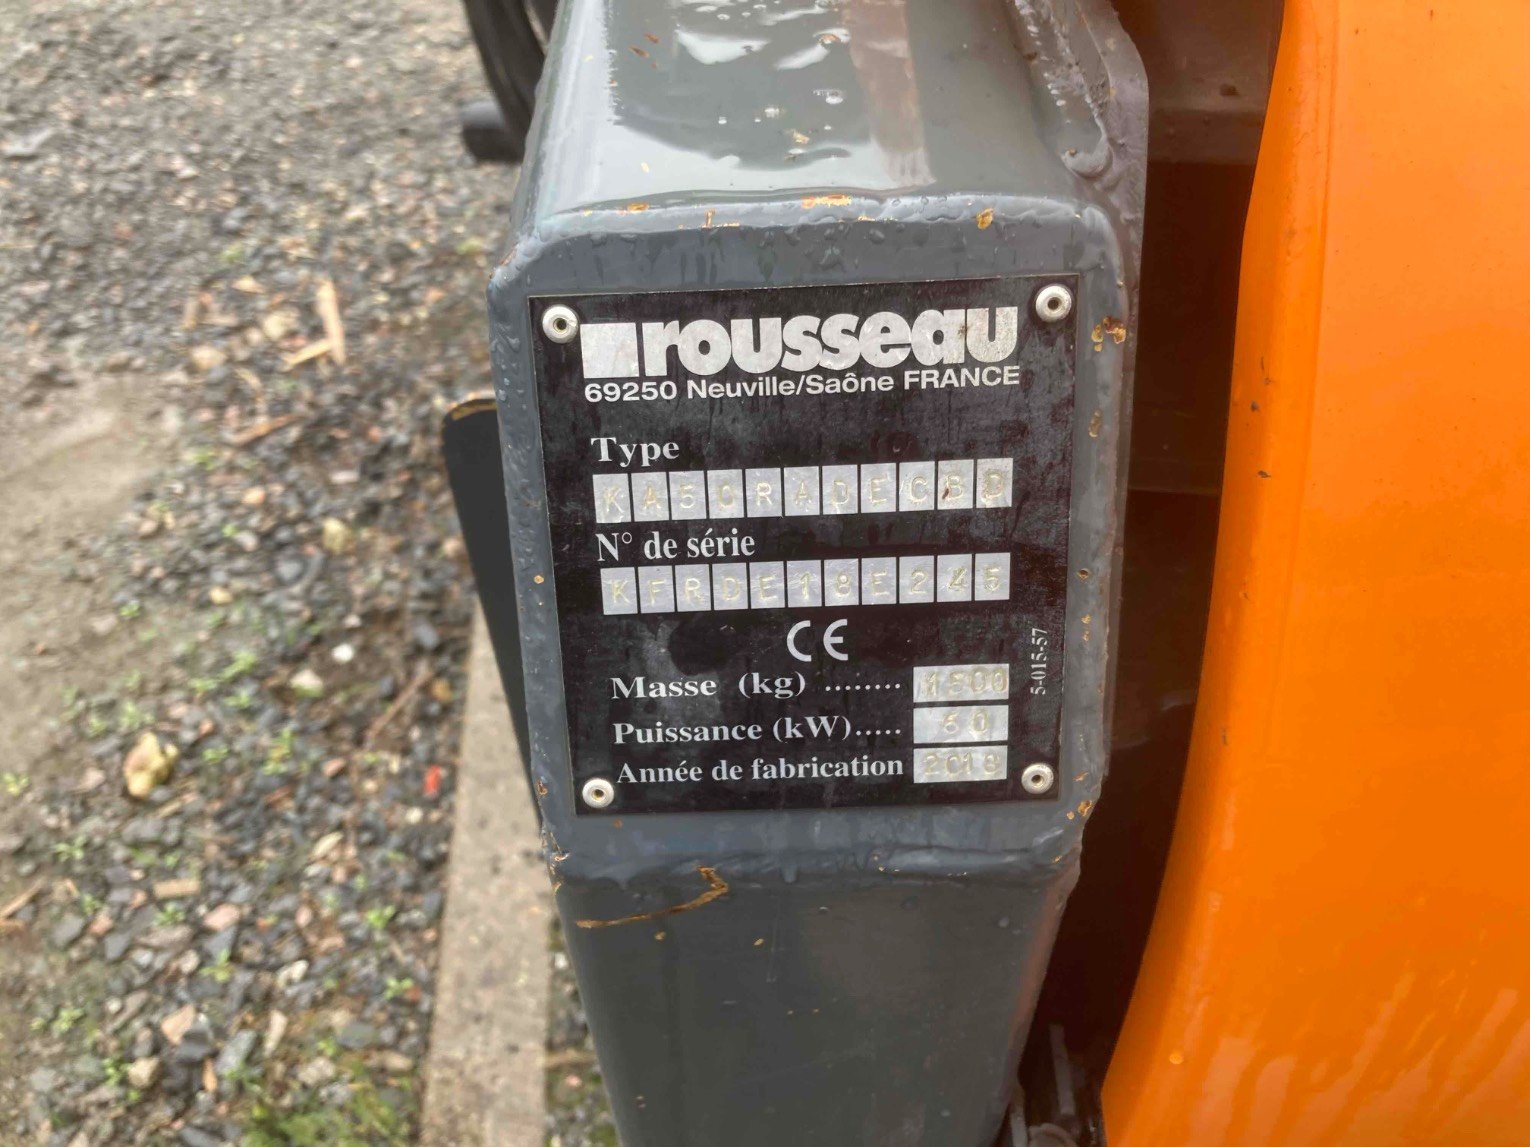 rousseau
69250 Neuville/Saône FRANCE
Type
KA50RADECBD
N° de série
KFRDE18E245
CE
Masse (kg) ........ 1500
Puissance (kW)..... 60
Année de fabrication 2018
5-015-57